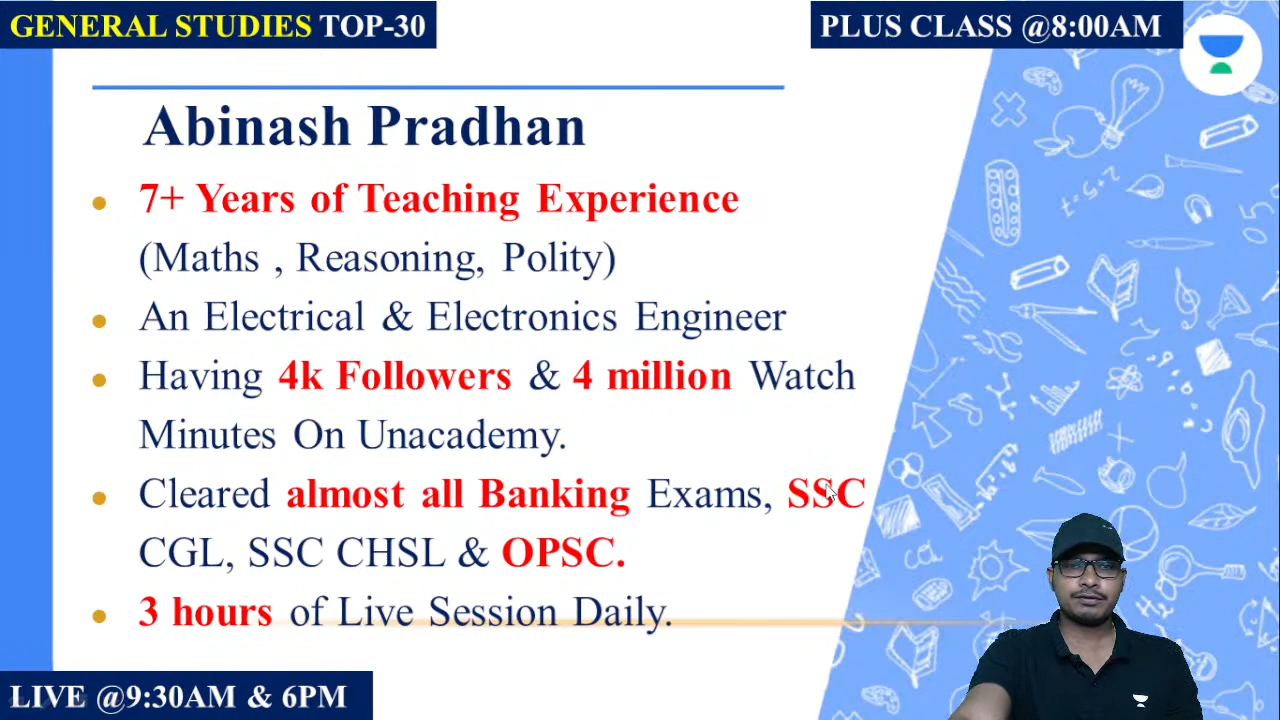 GENERAL STUDIES TOP-30
PLUS CLASS @8:00AM
Abinash Pradhan
7+ Years of Teaching Experience
(Maths , Reasoning, Polity)
An Electrical & Electronics Engineer
Having 4k Followers & 4 million Watch
Minutes On Unacademy.
Cleared almost all Banking Exams, SSC
CGL, SSC CHSL & OPSC.
3 hours of Live Session Daily.
LIVE @9:30AM & 6PM